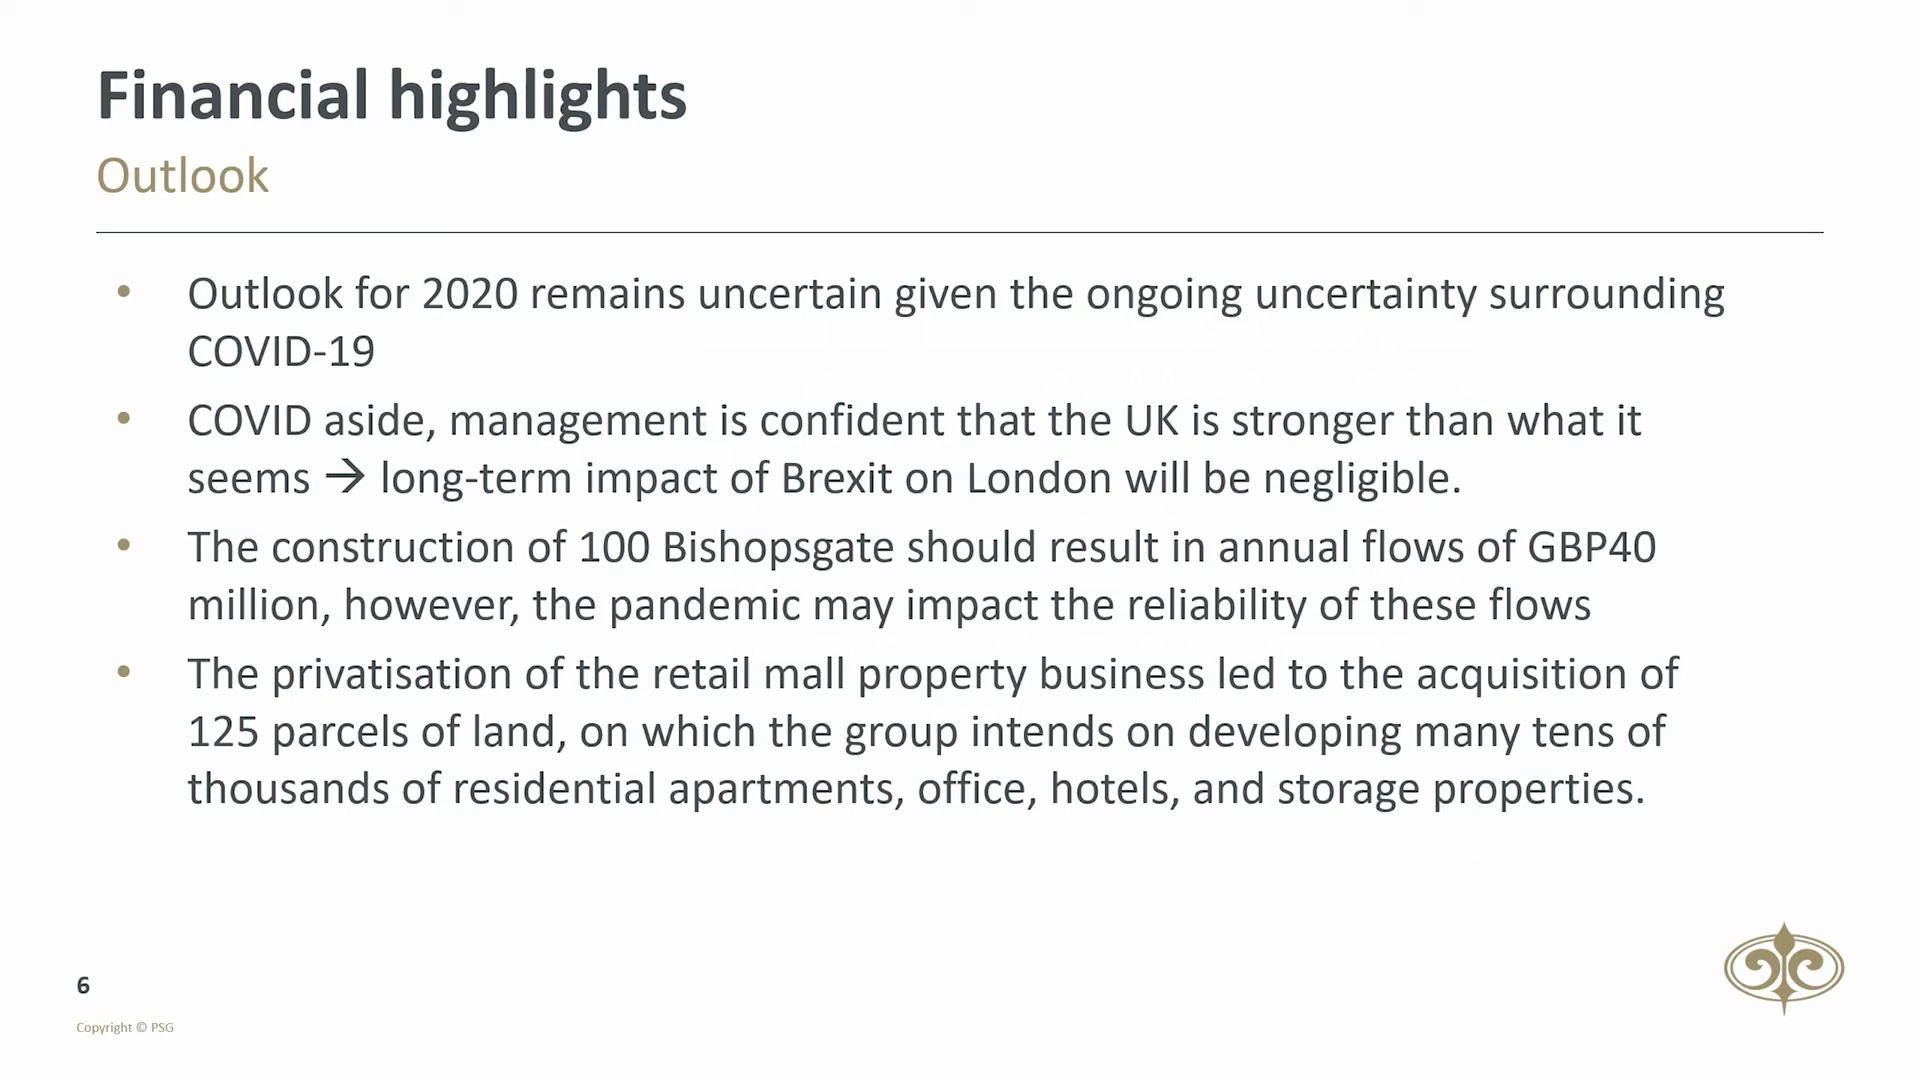 Financial highlights
Outlook
• Outlook for 2020 remains uncertain given the ongoing uncertainty surrounding
COVID-19
• COVID aside, management is confident that the UK is stronger than what it
seems → long-term impact of Brexit on London will be negligible.
• The construction of 100 Bishopsgate should result in annual flows of GBP40
million, however, the pandemic may impact the reliability of these flows
• The privatisation of the retail mall property business led to the acquisition of
125 parcels of land, on which the group intends on developing many tens of
thousands of residential apartments, office, hotels, and storage properties.
6
Copyright © PSG